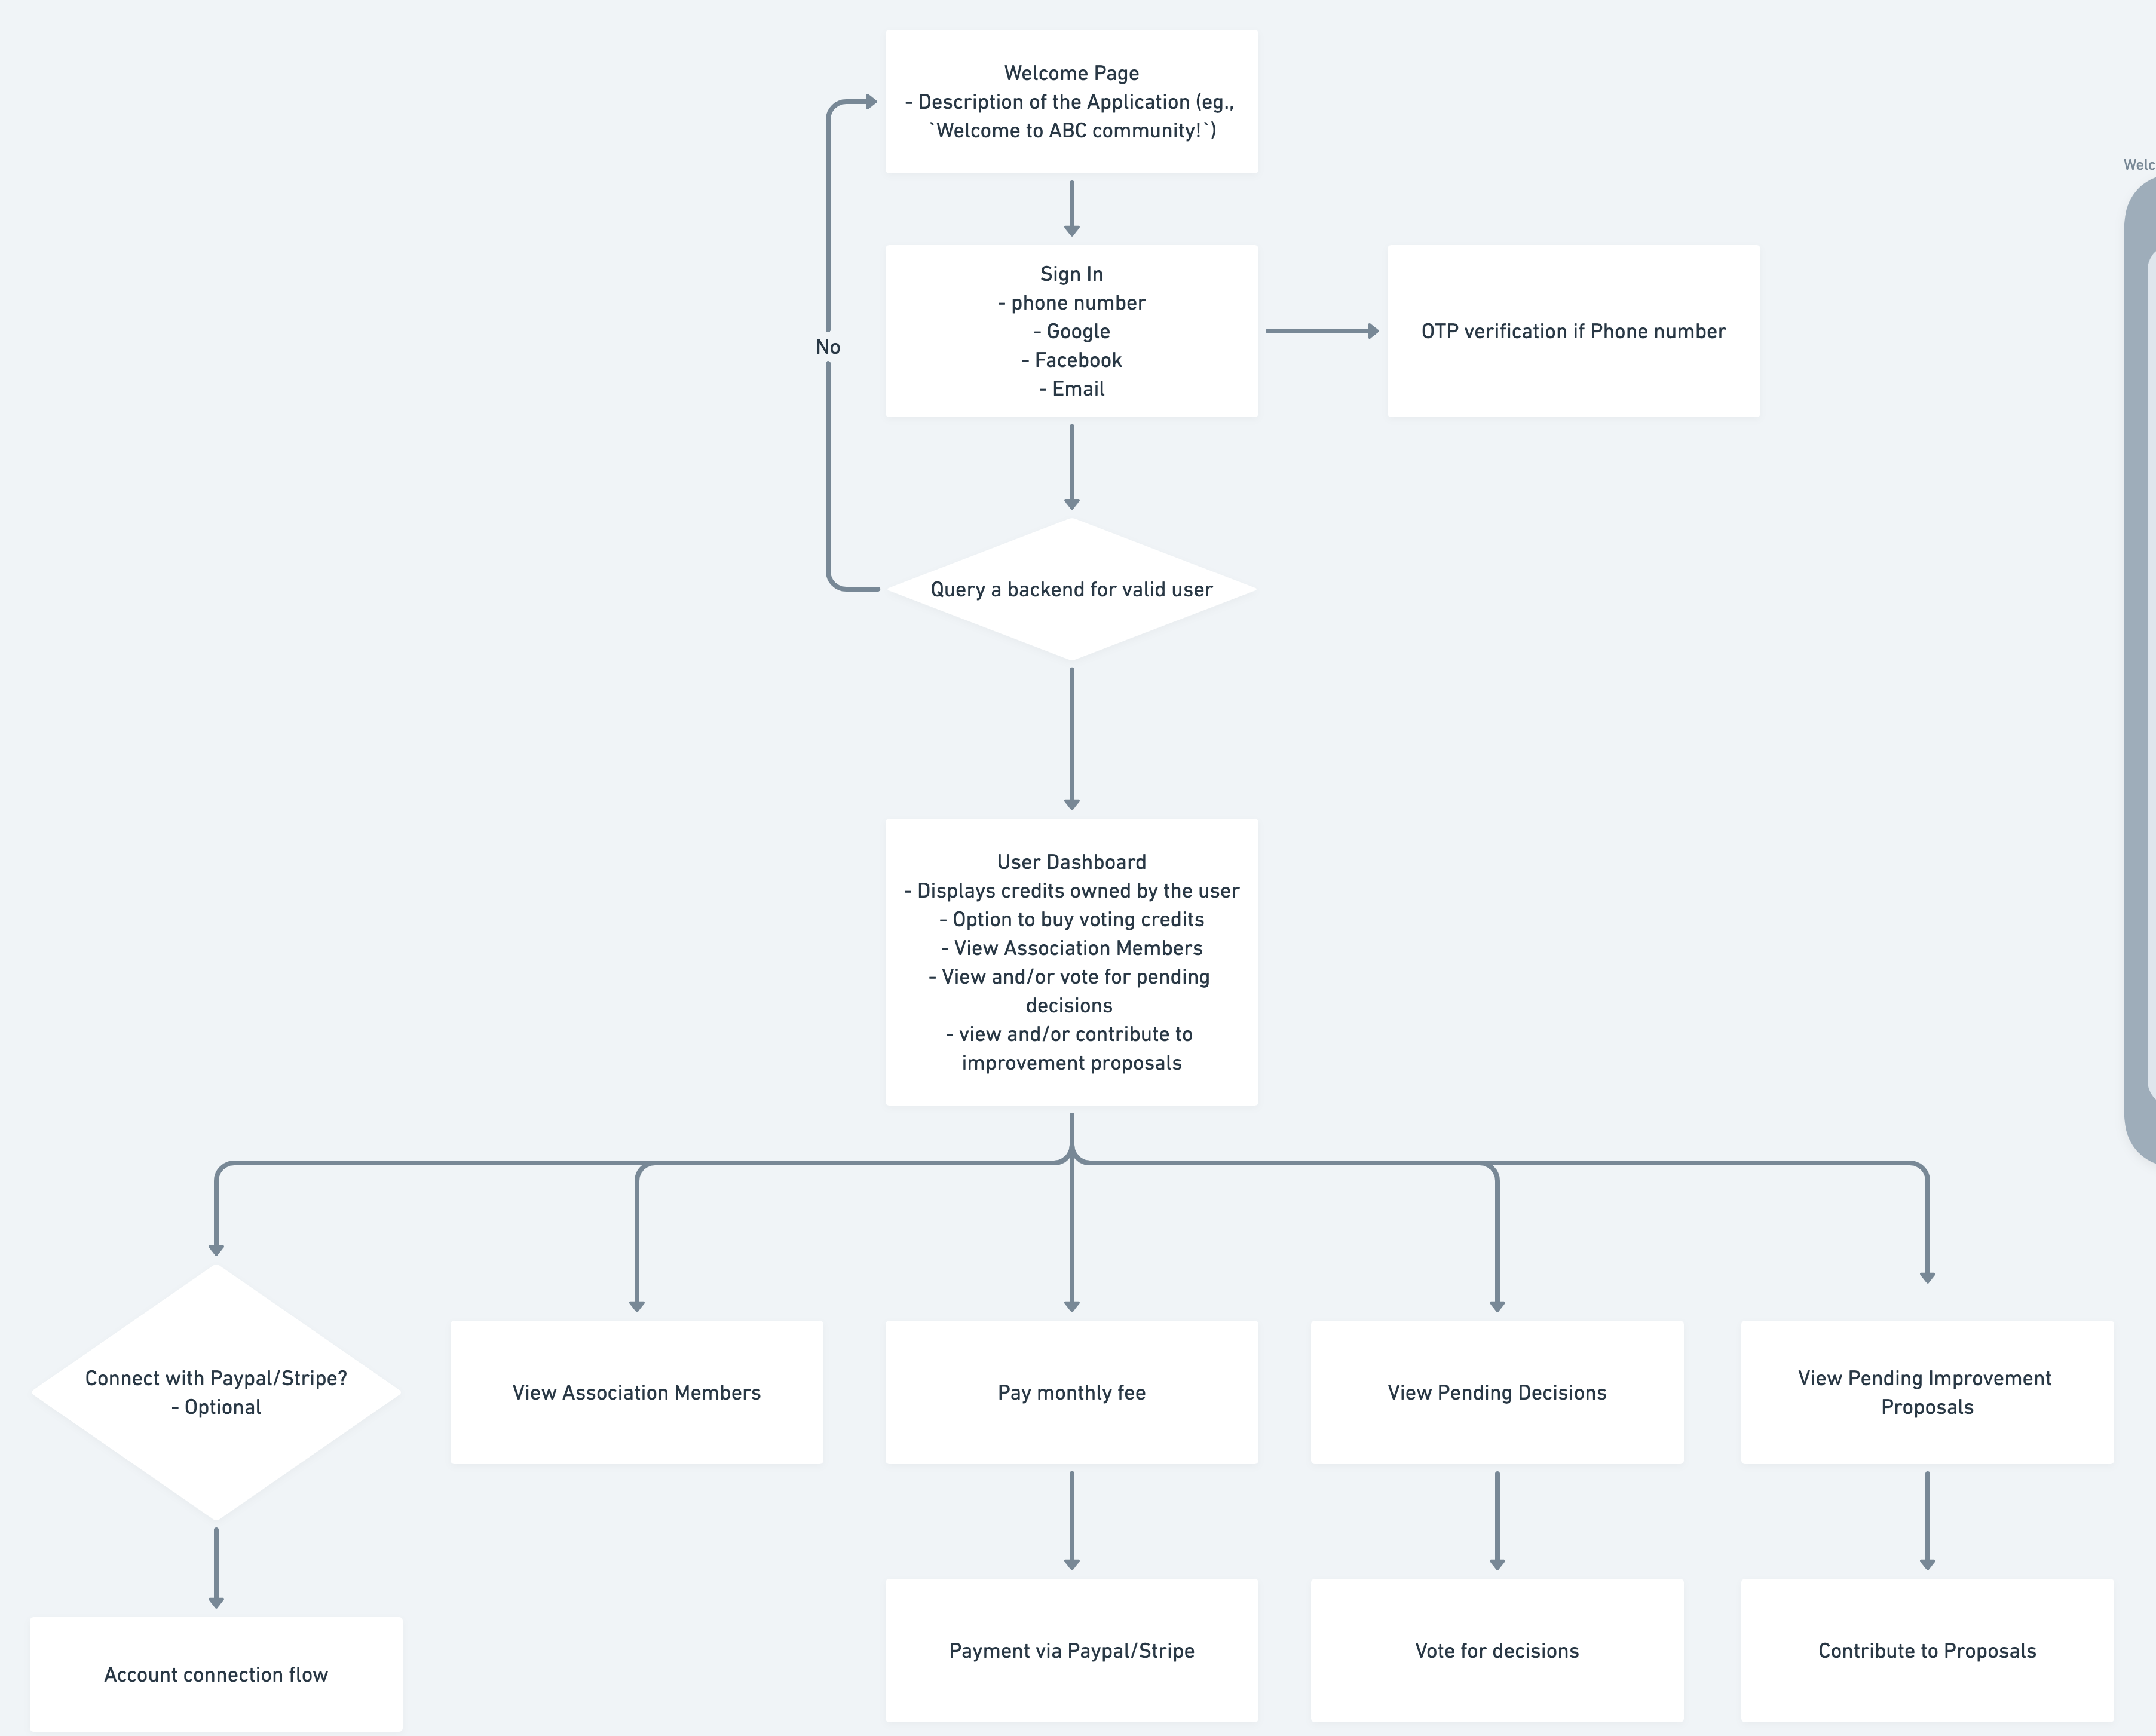 Welcome Page
- Description of the Application (eg.,
`Welcome to ABC community!`)
Welc
Sign In
- phone number
- Google
- Facebook
- Email
OTP verification if Phone number
No
Query a backend for valid user
User Dashboard
- Displays credits owned by the user
- Option to buy voting credits
- View Association Members
- View and/or vote for pending
decisions
- view and/or contribute to
improvement proposals
Connect with Paypal/Stripe?
- Optional
View Association Members
Pay monthly fee
View Pending Decisions
View Pending Improvement
Proposals
Account connection flow
Payment via Paypal/Stripe
Vote for decisions
Contribute to Proposals